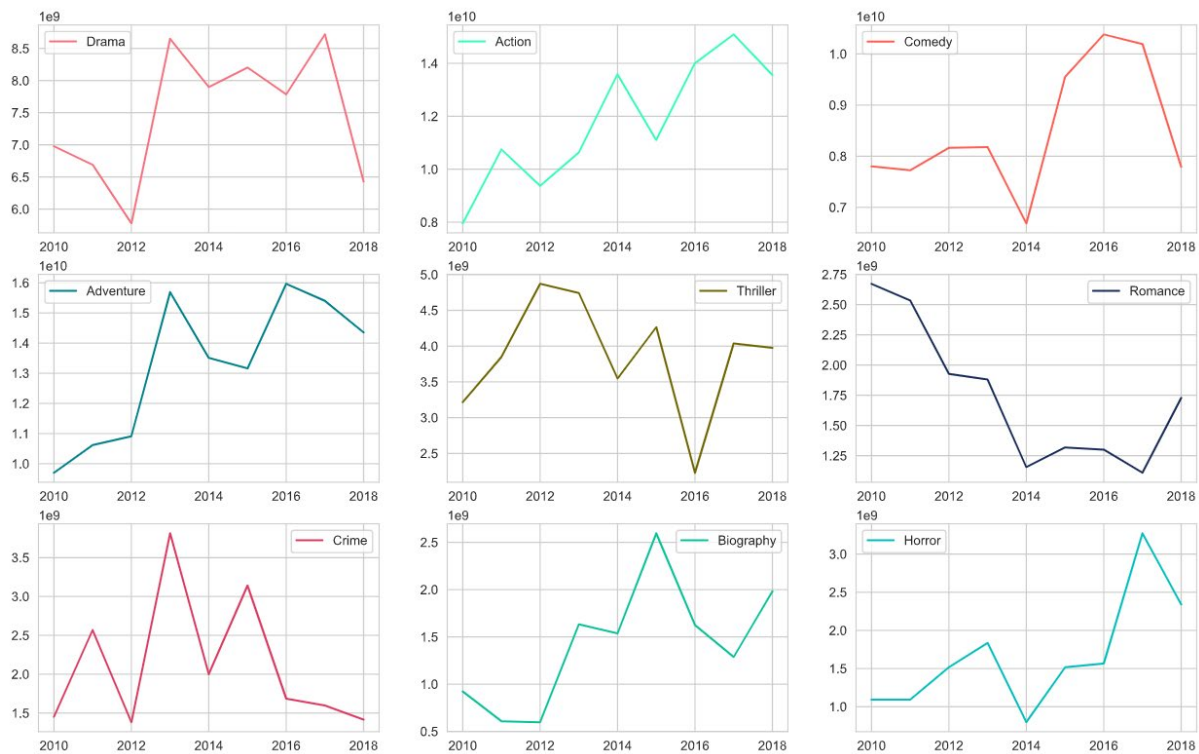 1e9
Drama
8.5
8.0
7.5
7.0
6.5
6.0
2010 2012 2014 2016 2018
1e10
Action
1.4
1.2
1.0
0.8
2010 2012 2014 2016 2018
1e10
Comedy
1.0
0.9
0.8
0.7
2010 2012 2014 2016 2018
1e10
Adventure
1.6
1.5
1.4
1.3
1.2
1.1
1.0
2010 2012 2014 2016 2018
1e9
Thriller
5.0
4.5
4.0
3.5
3.0
2.5
2010 2012 2014 2016 2018
1e9
Romance
2.75
2.50
2.25
2.00
1.75
1.50
1.25
2010 2012 2014 2016 2018
1e9
Crime
3.5
3.0
2.5
2.0
1.5
2010 2012 2014 2016 2018
1e9
Biography
2.5
2.0
1.5
1.0
0.5
2010 2012 2014 2016 2018
1e9
Horror
3.0
2.5
2.0
1.5
1.0
2010 2012 2014 2016 2018